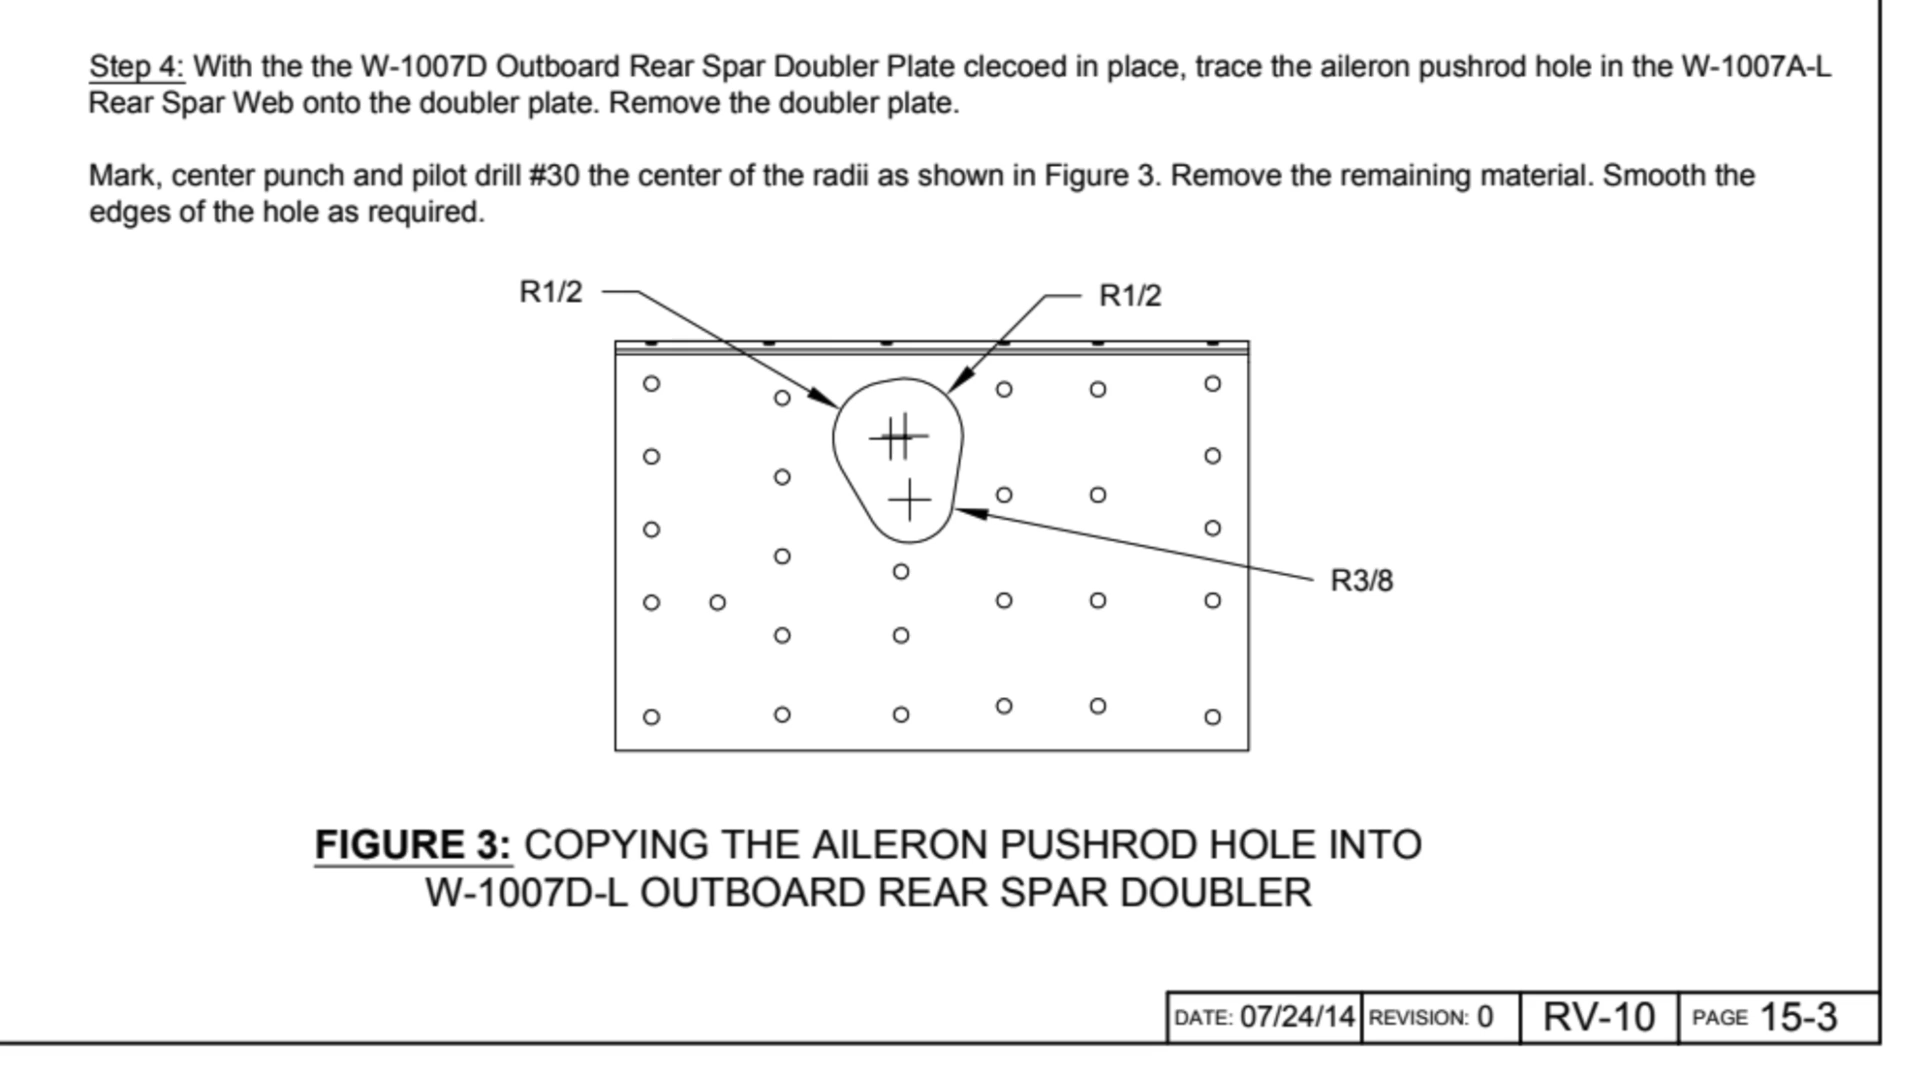 Step 4: With the the W-1007D Outboard Rear Spar Doubler Plate clecoed in place, trace the aileron pushrod hole in the W-1007A-L
Rear Spar Web onto the doubler plate. Remove the doubler plate.
Mark, center punch and pilot drill #30 the center of the radii as shown in Figure 3. Remove the remaining material. Smooth the
edges of the hole as required.
R1/2
R1/2
R3/8
FIGURE 3: COPYING THE AILERON PUSHROD HOLE INTO
W-1007D-L OUTBOARD REAR SPAR DOUBLER
DATE: 07/24/14 REVISION: 0 RV-10 PAGE 15-3